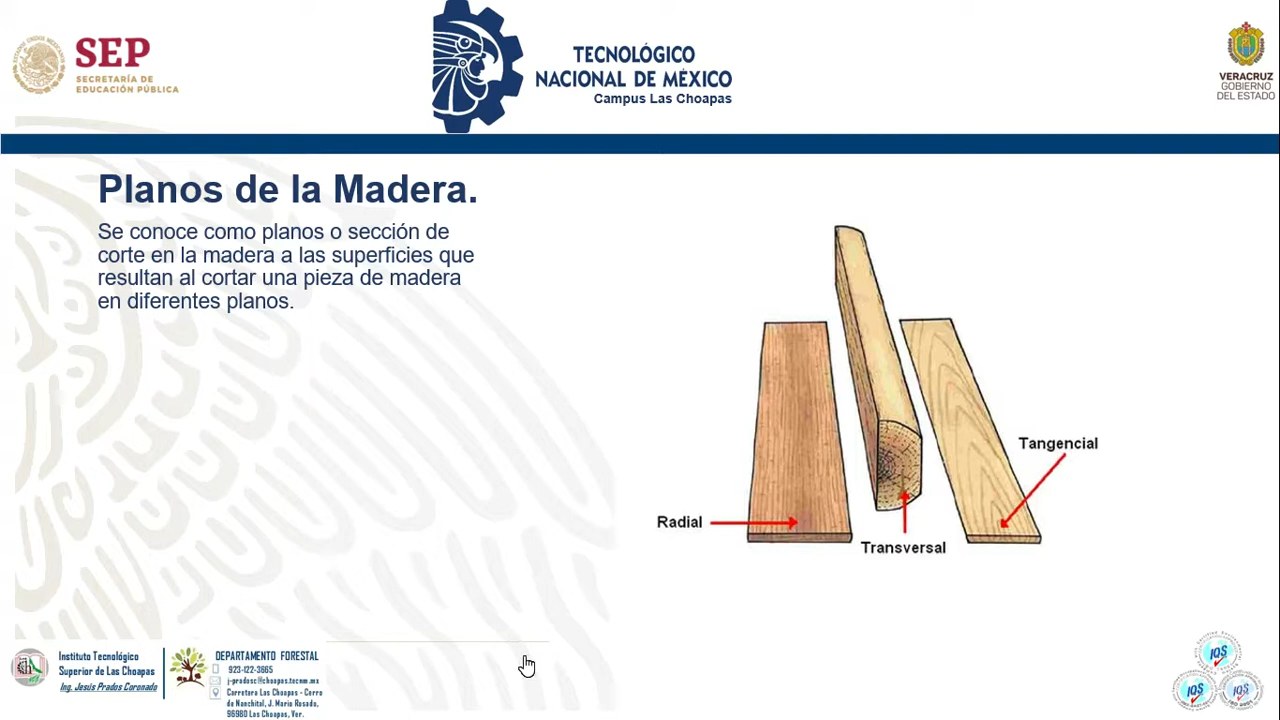 SEP
SECRETARÍA DE
EDUCACIÓN PÚBLICA
TECNOLÓGICO
NACIONAL DE MÉXICO
Campus Las Choapas
VERACRUZ
GOBIERNO
DEL ESTADO
Planos de la Madera.
Se conoce como planos o sección de
corte en la madera a las superficies que
resultan al cortar una pieza de madera
en diferentes planos.
Tangencial
Radial
Transversal
Instituto Tecnológico
Superior de Las Choapas
Ing. Jesús Prados Coronado
DEPARTAMENTO FORESTAL
923-122-3665
j-pradosc@choapas.tecnm.mx
Carretera Las Choapas - Cerro
de Nanchital, J. Mario Rosado,
96980 Las Choapas, Ver.
IQS
IQS